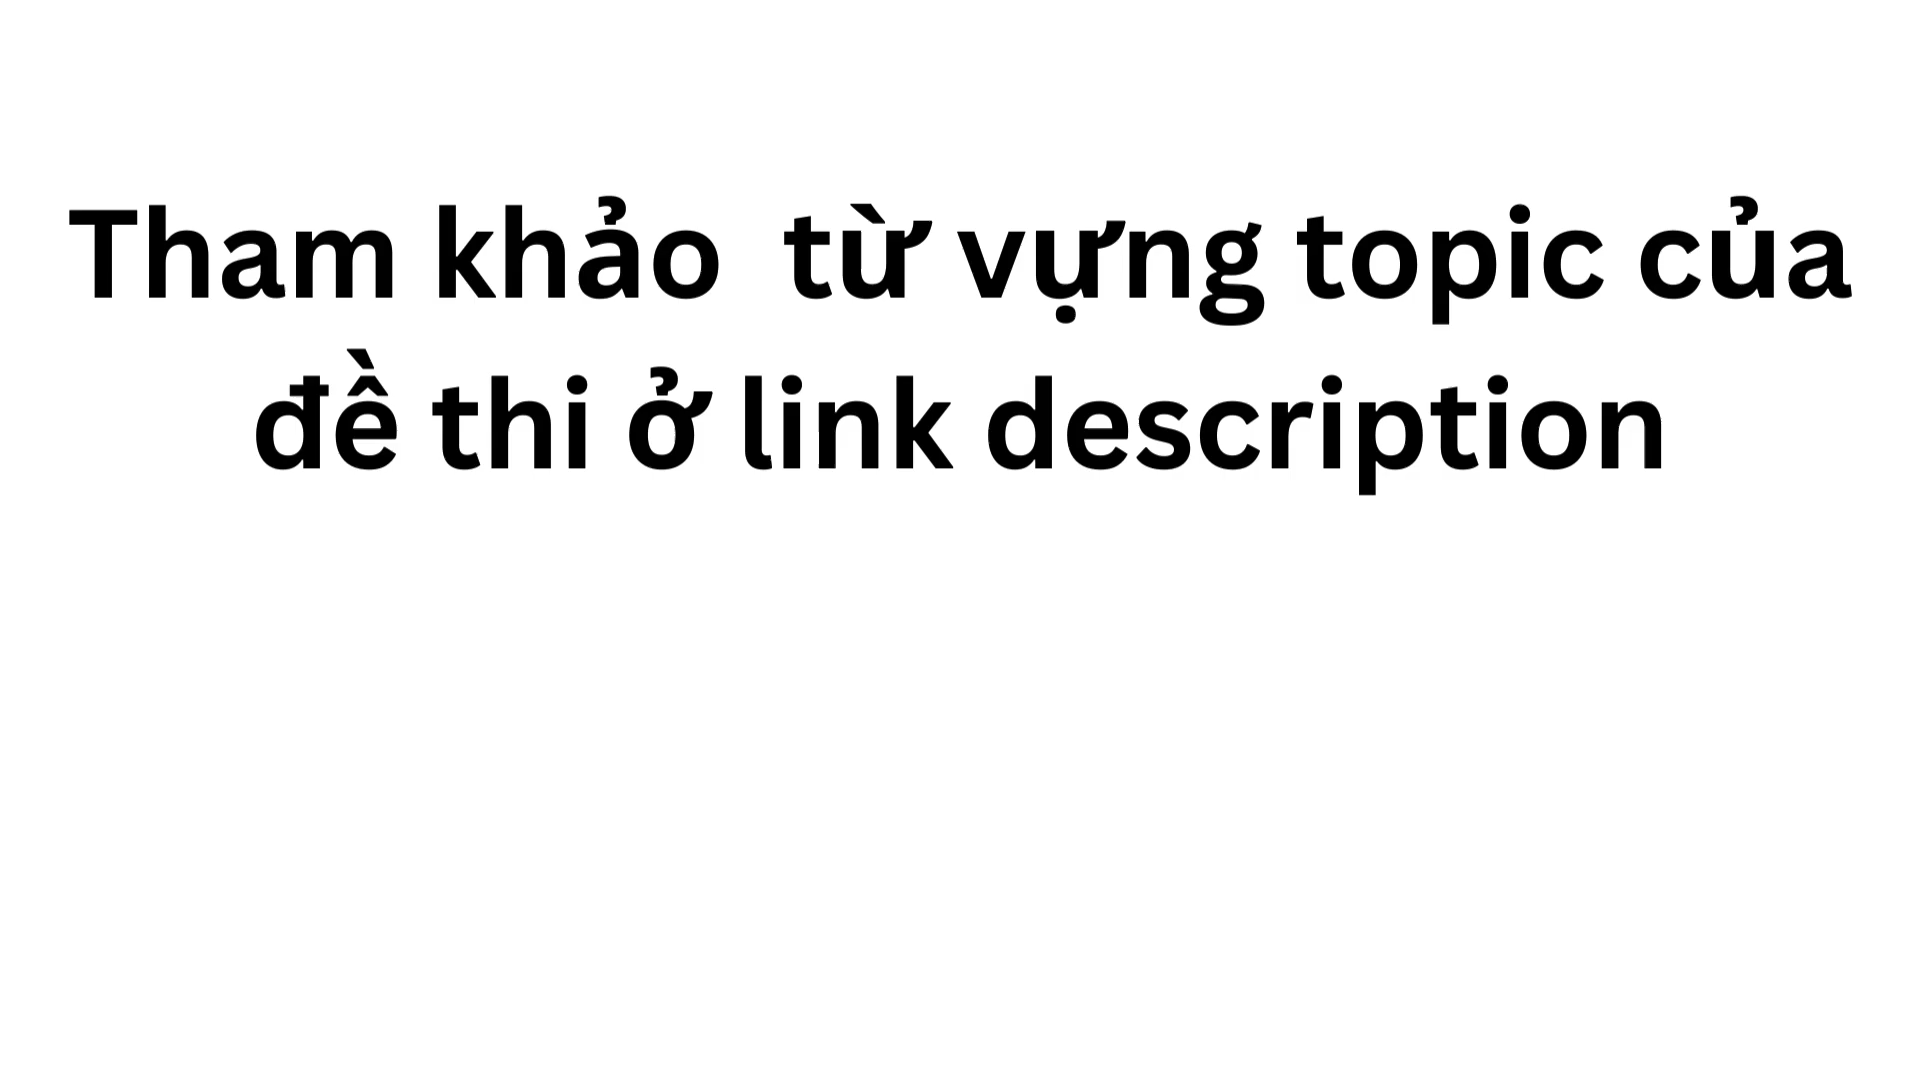 Tham khảo từ vựng topic của
đề thi ở link description